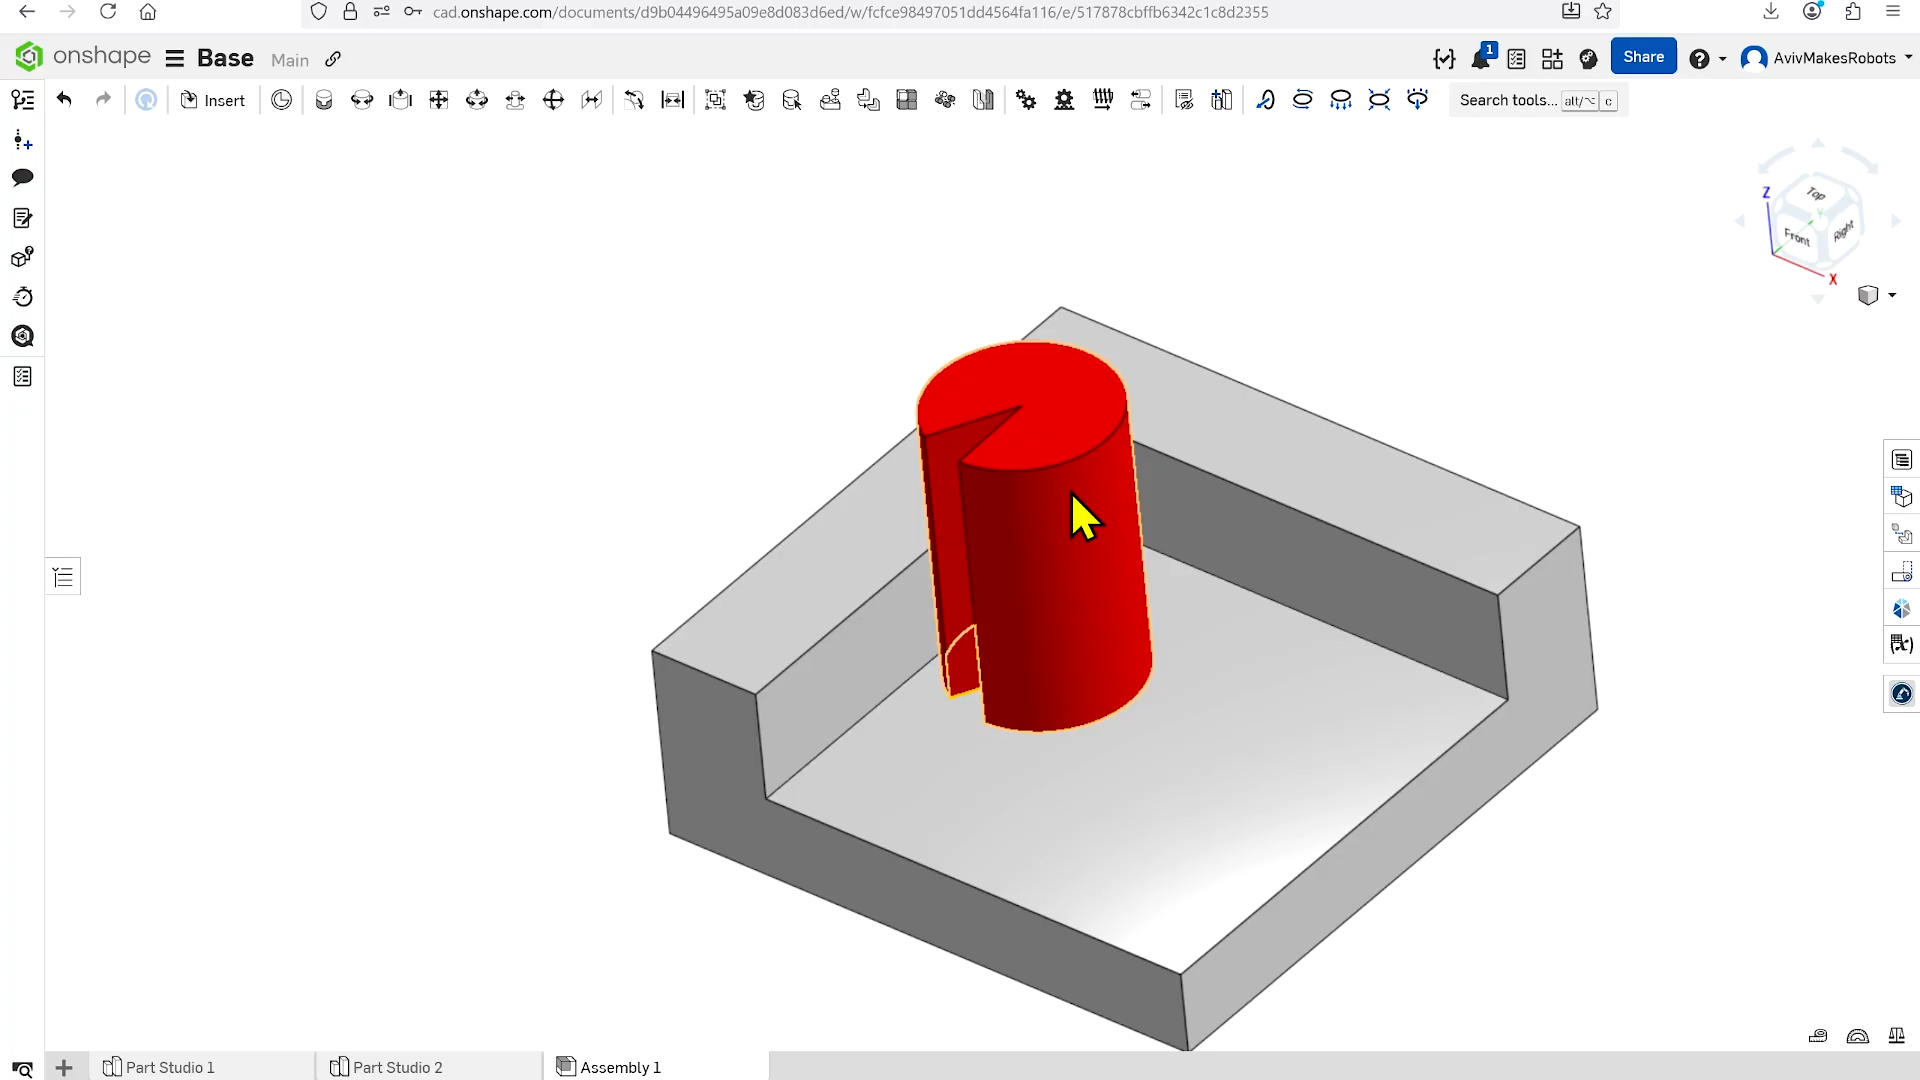 cad.onshape.com/documents/d9b04496495a09e8d083d6ed/w/fcfce98497051dd4564fa116/e/517878cbffb6342c1c8d2355
onshape Base Main 1 Share AvivMakesRobots
Insert Search tools... alt/⌥ c
Z Top
Front Right
X
Part Studio 1 Part Studio 2 Assembly 1